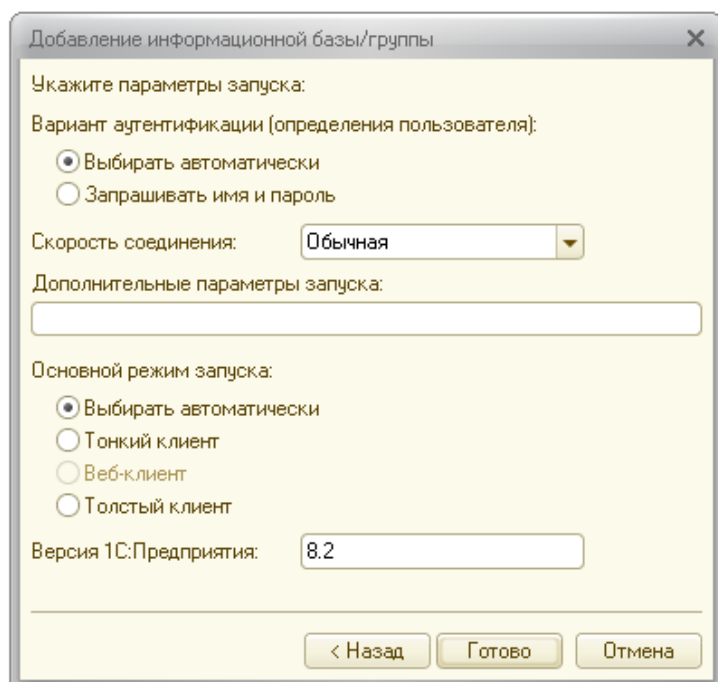 Добавление информационной базы/группы
Укажите параметры запуска:
Вариант аутентификации (определения пользователя):
Выбирать автоматически
Запрашивать имя и пароль
Скорость соединения: Обычная
Дополнительные параметры запуска:
Основной режим запуска:
Выбирать автоматически
Тонкий клиент
Веб-клиент
Толстый клиент
Версия 1С:Предприятия: 8.2
< Назад Готово Отмена